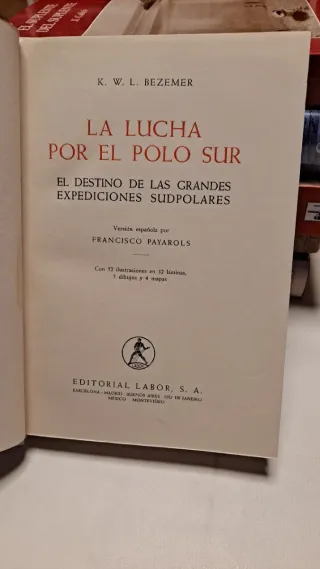 K. W. L. BEZEMER
LA LUCHA
POR EL POLO SUR
EL DESTINO DE LAS GRANDES
EXPEDICIONES SUDPOLARES
Versión española por
FRANCISCO PAYAROLS
Con 52 ilustraciones en 32 láminas,
7 dibujos y 4 mapas
EDITORIAL LABOR, S. A.
BARCELONA - MADRID - BUENOS AIRES - RIO DE JANEIRO
MÉXICO - MONTEVIDEO